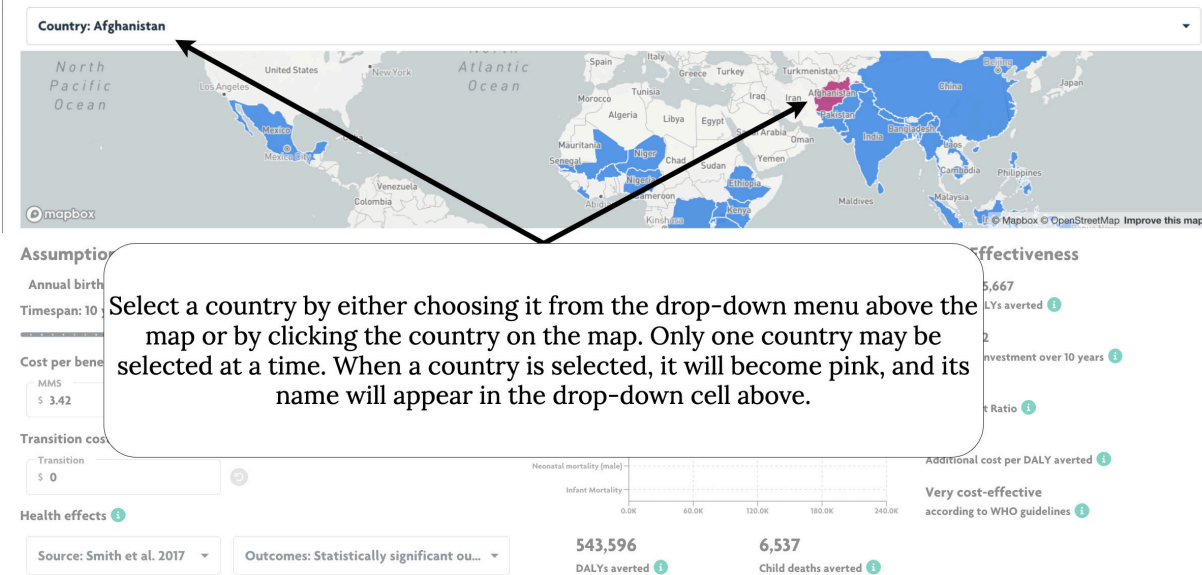 Country: Afghanistan
North
Pacific
Ocean
United States
New York
Los Angeles
Mexico
Mexico City
Venezuela
Colombia
Atlantic
Ocean
Spain
Italy
Greece
Turkey
Turkmenistan
Morocco
Tunisia
Iraq
Iran
Afghanistan
Algeria
Libya
Egypt
Saudi Arabia
Oman
Pakistan
India
Bangladesh
Laos
China
Beijing
Japan
Mauritania
Senegal
Niger
Chad
Sudan
Yemen
Nigeria
Cameroon
Ethiopia
Kenya
Kinshasa
Maldives
Malaysia
Cambodia
Philippines
mapbox
© Mapbox © OpenStreetMap Improve this map
Select a country by either choosing it from the drop-down menu above the
map or by clicking the country on the map. Only one country may be
selected at a time. When a country is selected, it will become pink, and its
name will appear in the drop-down cell above.
Annual birth
Timespan: 10
Cost per bene
MMS
$ 3.42
Transition
$ 0
Health effects
Source: Smith et al. 2017
Outcomes: Statistically significant ou...
Neonatal mortality (male)
Infant Mortality
0.0K 60.0K 120.0K 180.0K 240.0K
543,596
DALYs averted
6,537
Child deaths averted
5,667
LYs averted
nvestment over 10 years
t Ratio
Additional cost per DALY averted
Very cost-effective
according to WHO guidelines